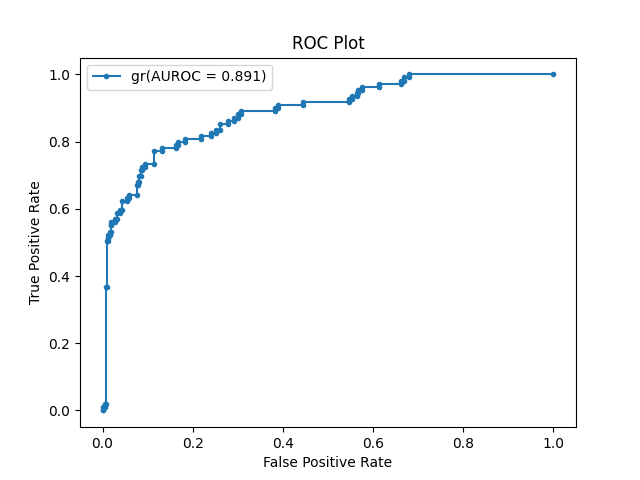 ROC Plot
gr(AUROC = 0.891)
True Positive Rate
1.0
0.8
0.6
0.4
0.2
0.0
0.0 0.2 0.4 0.6 0.8 1.0
False Positive Rate